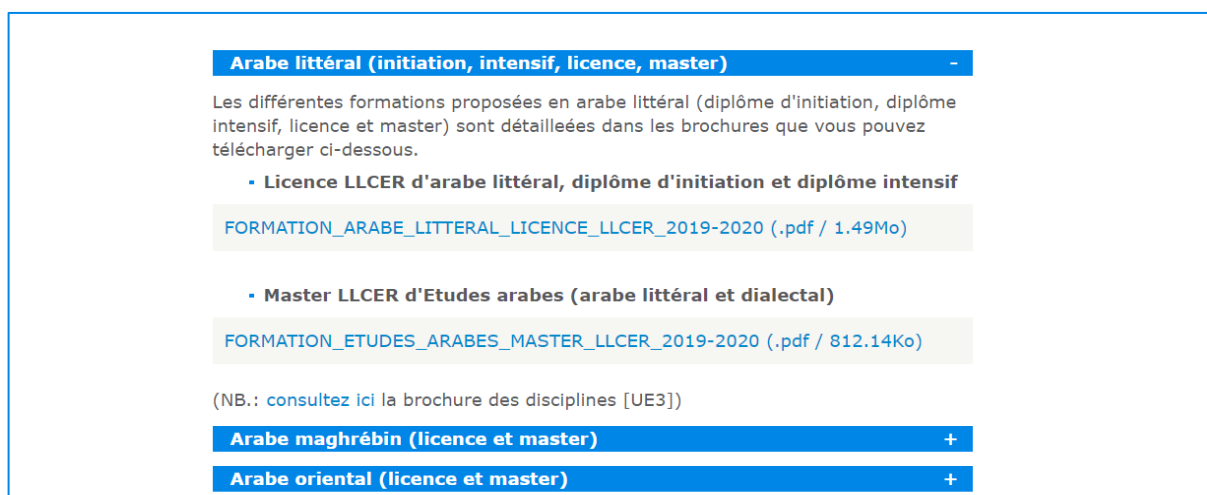 Arabe littéral (initiation, intensif, licence, master) -
Les différentes formations proposées en arabe littéral (diplôme d'initiation, diplôme
intensif, licence et master) sont détailleées dans les brochures que vous pouvez
télécharger ci-dessous.
▪ Licence LLCER d'arabe littéral, diplôme d'initiation et diplôme intensif
FORMATION_ARABE_LITTERAL_LICENCE_LLCER_2019-2020 (.pdf / 1.49Mo)
▪ Master LLCER d'Etudes arabes (arabe littéral et dialectal)
FORMATION_ETUDES_ARABES_MASTER_LLCER_2019-2020 (.pdf / 812.14Ko)
(NB.: consultez ici la brochure des disciplines [UE3])
Arabe maghrébin (licence et master) +
Arabe oriental (licence et master) +